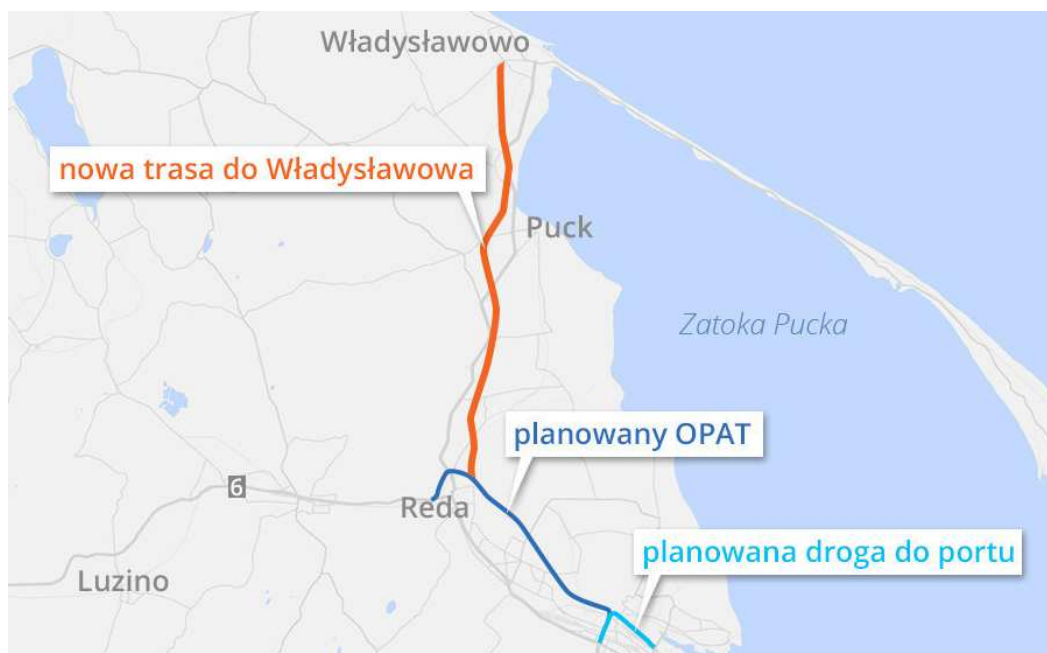 Władysławowo
nowa trasa do Władysławowa
Puck
Zatoka Pucka
planowany OPAT
6
Reda
planowana droga do portu
Luzino